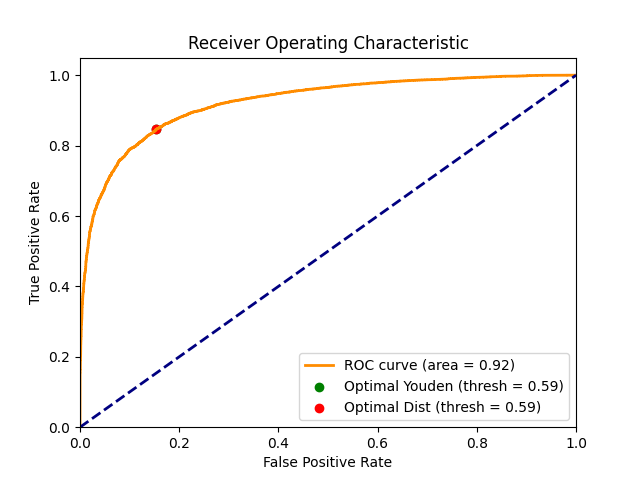 Receiver Operating Characteristic
True Positive Rate
1.0
0.8
0.6
0.4
0.2
0.0
0.0 0.2 0.4 0.6 0.8 1.0
False Positive Rate
ROC curve (area = 0.92)
Optimal Youden (thresh = 0.59)
Optimal Dist (thresh = 0.59)